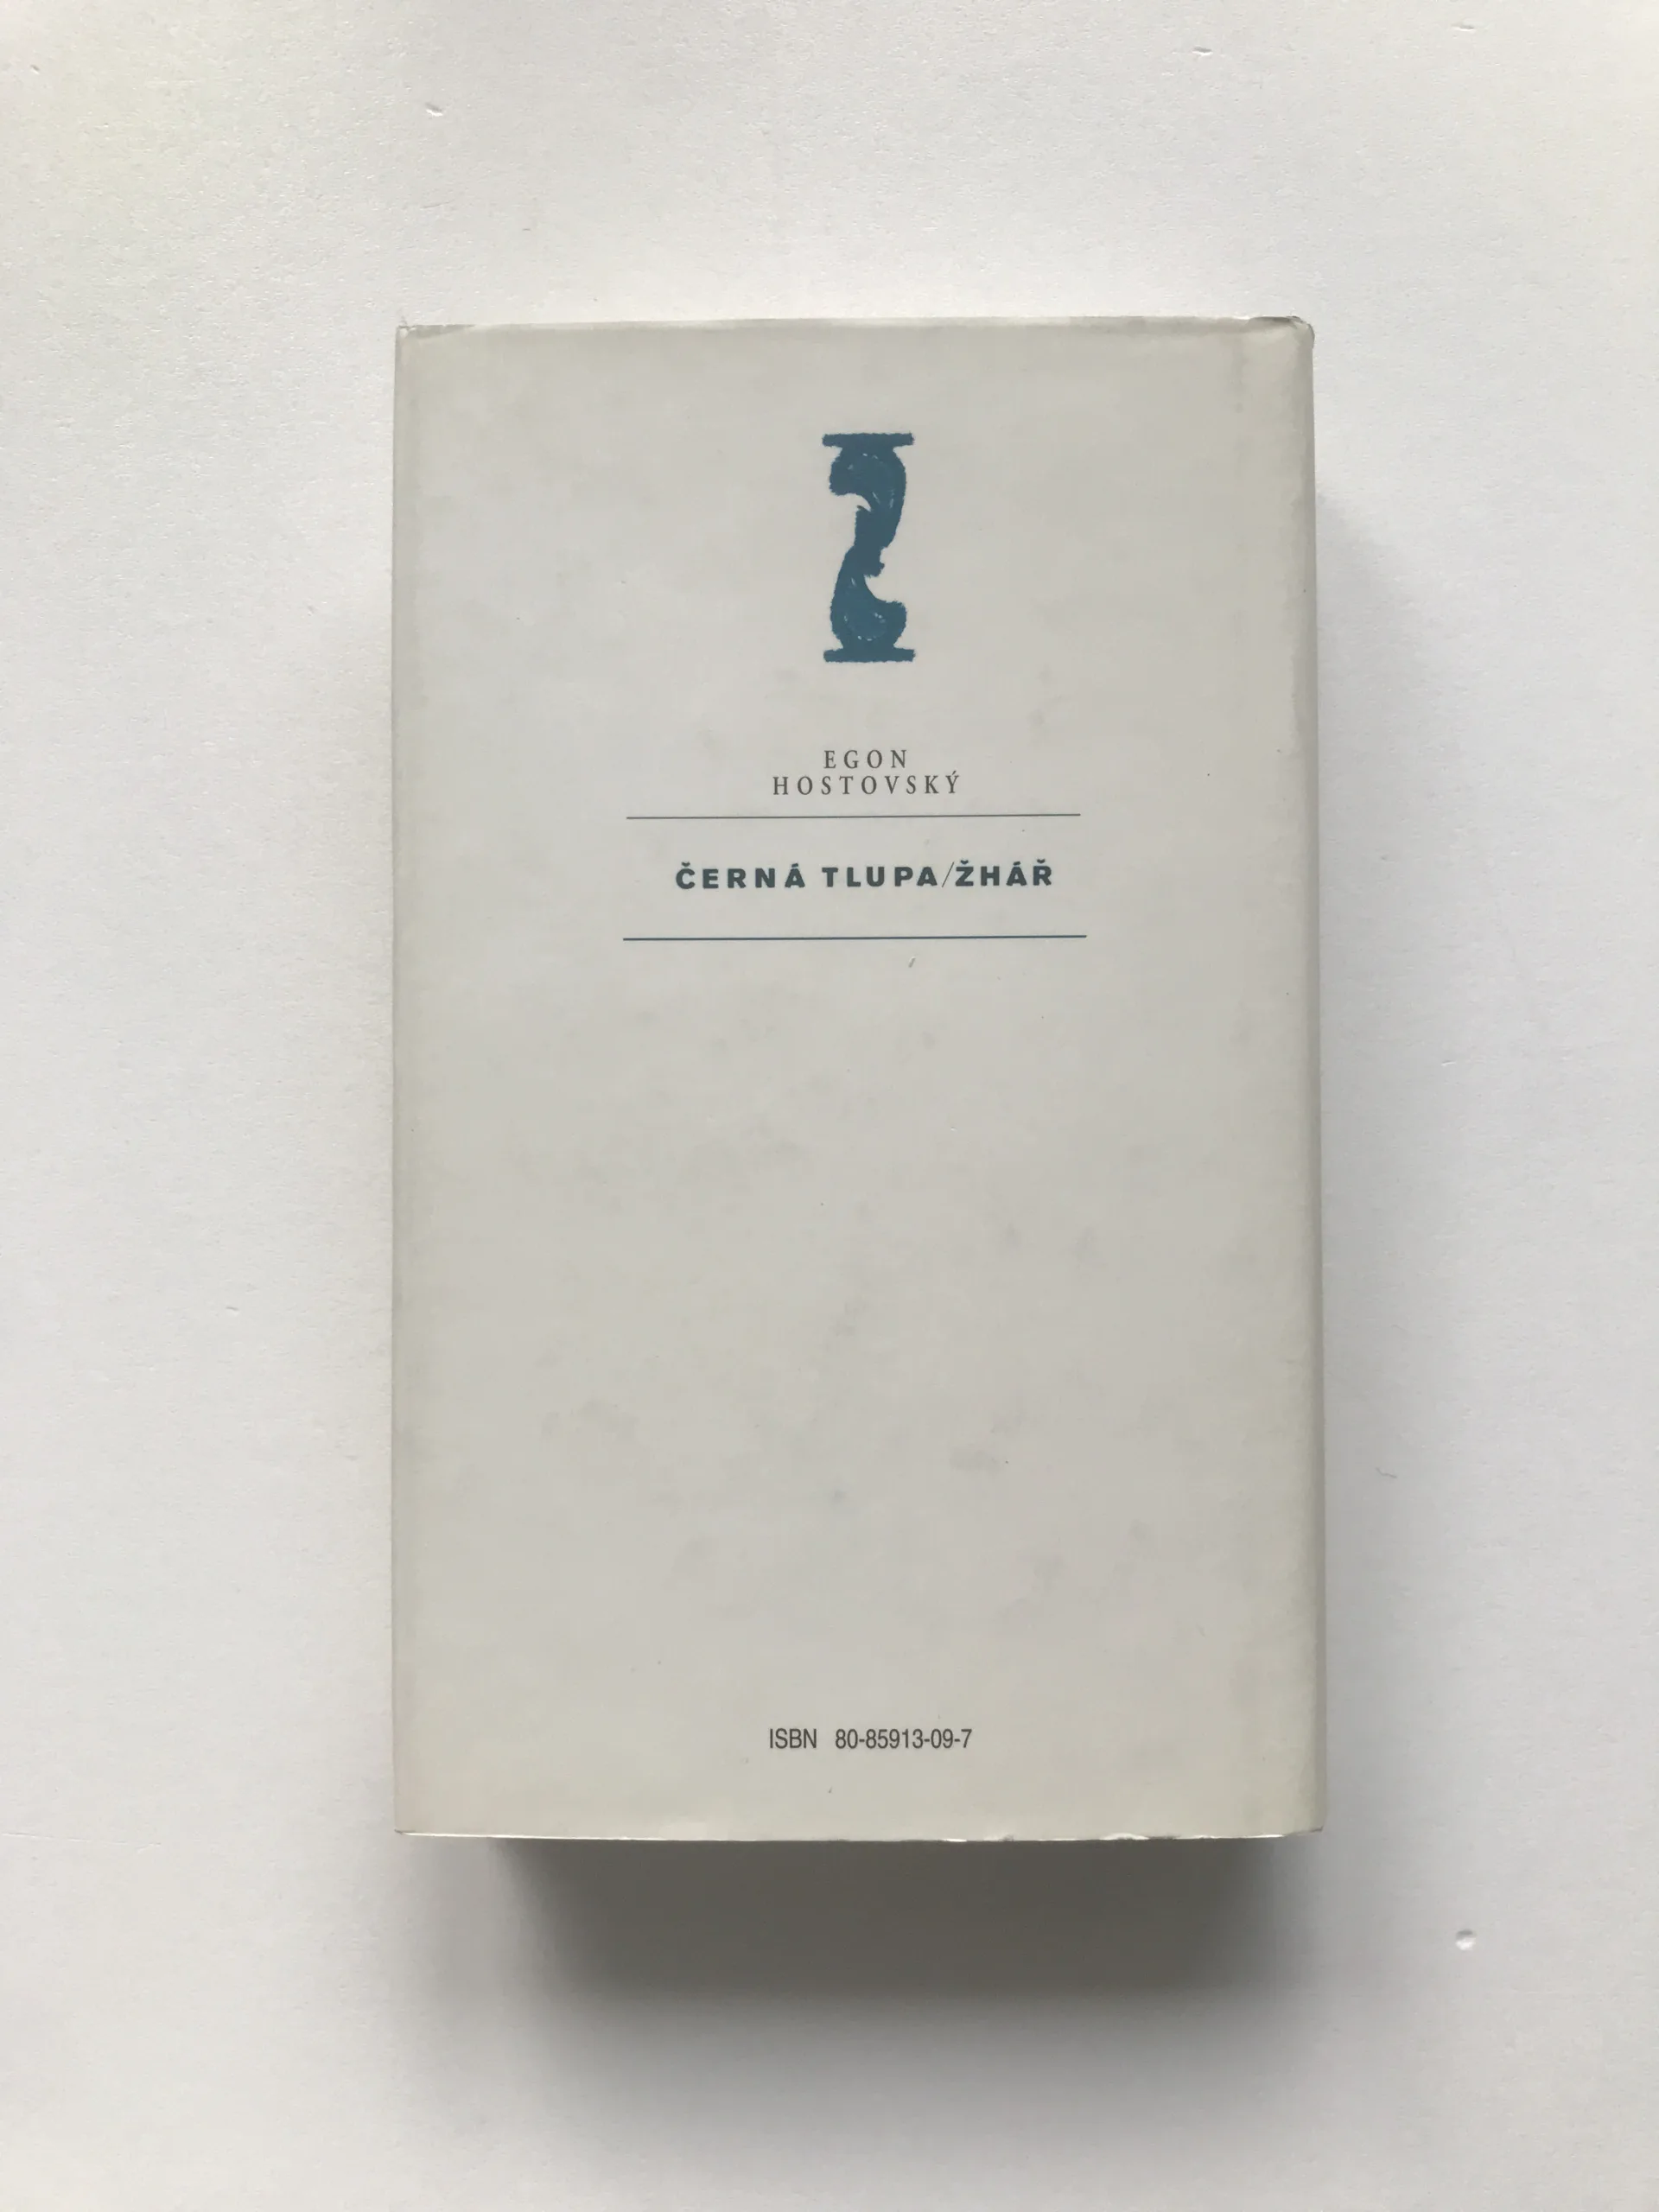 EGON
HOSTOVSKÝ
ČERNÁ TLUPA/ŽHÁŘ
ISBN 80-85913-09-7